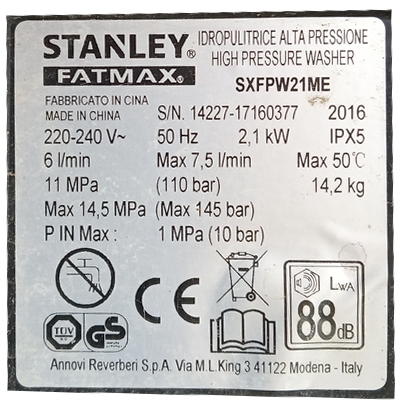 STANLEY®
FATMAX®
IDROPULITRICE ALTA PRESSIONE
HIGH PRESSURE WASHER
SXFPW21ME
FABBRICATO IN CINA
MADE IN CHINA
S/N. 14227-17160377 2016
220-240 V~ 50 Hz 2,1 kW IPX5
6 l/min Max 7,5 l/min Max 50°C
11 MPa (110 bar) 14,2 kg
Max 14,5 MPa (Max 145 bar)
P IN Max : 1 MPa (10 bar)
TÜV
GS
CE
LWA
88dB
Annovi Reverberi S.p.A. Via M.L King 3 41122 Modena - Italy